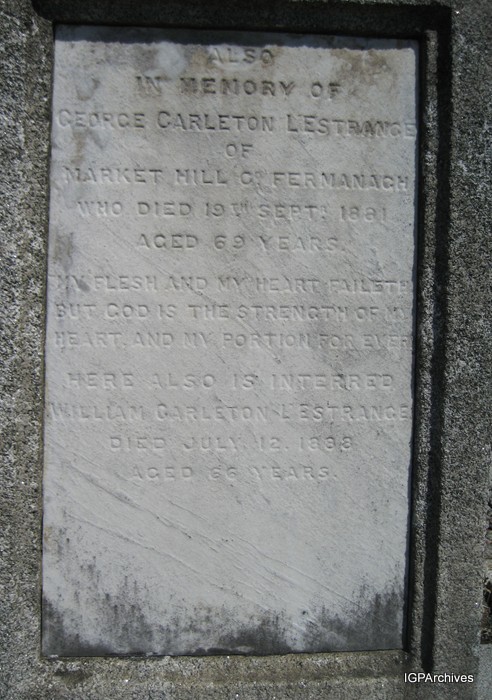 ALSO
IN MEMORY OF
GEORGE CARLETON L'ESTRANGE
OF
MARKET HILL CO. FERMANAGH
WHO DIED 19TH SEPT. 1881
AGED 69 YEARS.
MY FLESH AND MY HEART FAILETH
BUT GOD IS THE STRENGTH OF MY
HEART, AND MY PORTION FOR EVER
HERE ALSO IS INTERRED
WILLIAM CARLETON L'ESTRANGE
DIED JULY. 12. 1888
AGED 66 YEARS.
IGPArchives